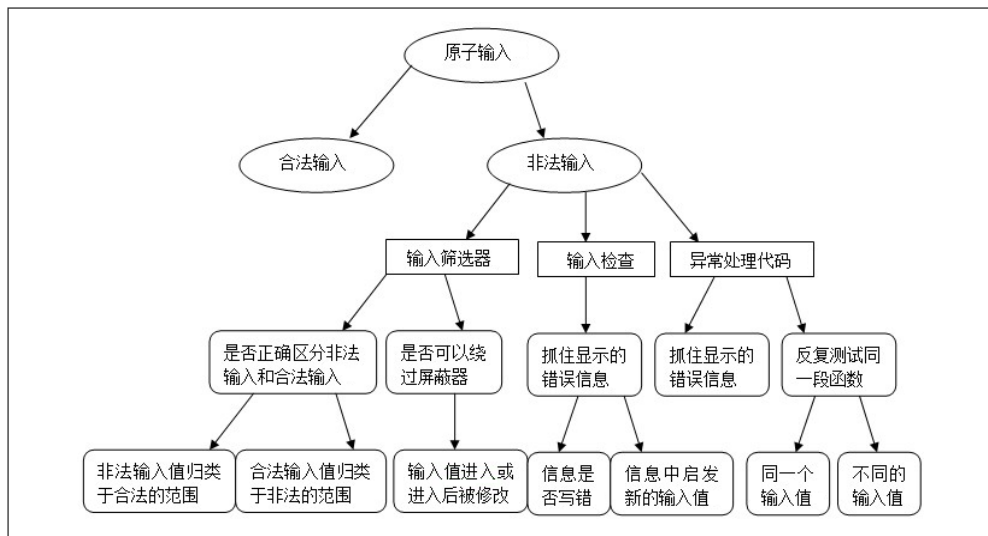 原子输入
合法输入
非法输入
输入筛选器
输入检查
异常处理代码
是否正确区分非法
输入和合法输入
是否可以绕
过屏蔽器
抓住显示的
错误信息
抓住显示的
错误信息
反复测试同
一段函数
非法输入值归类
于合法的范围
合法输入值归类
于非法的范围
输入值进入或
进入后被修改
信息是
否写错
信息中启发
新的输入值
同一个
输入值
不同的
输入值